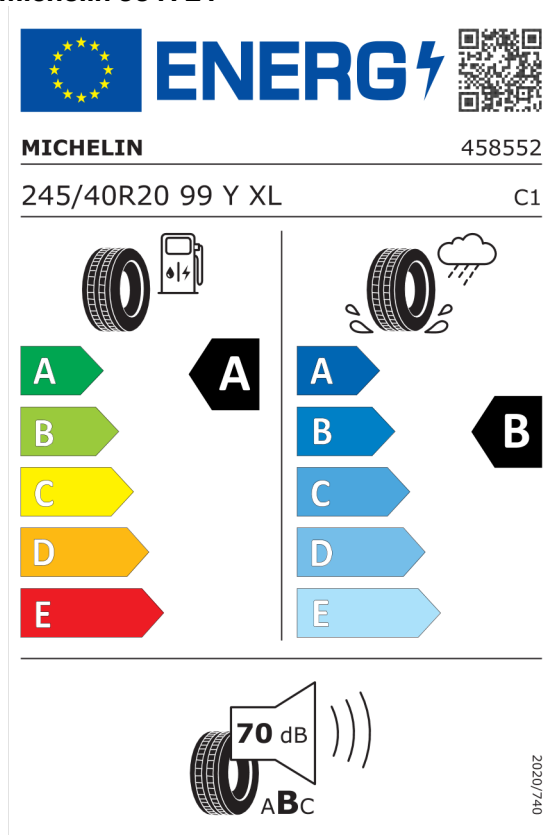 ENERG
MICHELIN 458552
245/40R20 99 Y XL C1
A A
B
C
D
E
A
B B
C
D
E
70 dB
ABC
2020/740